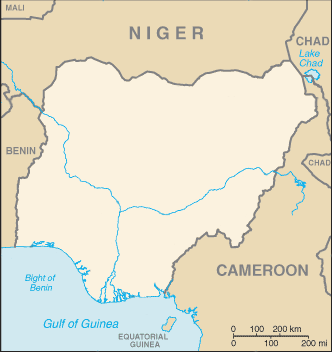 MALI
NIGER
CHAD
Lake
Chad
BENIN
CHAD
CAMEROON
Bight of
Benin
Gulf of Guinea
EQUATORIAL
GUINEA
0 100 200 km
0 100 200 mi